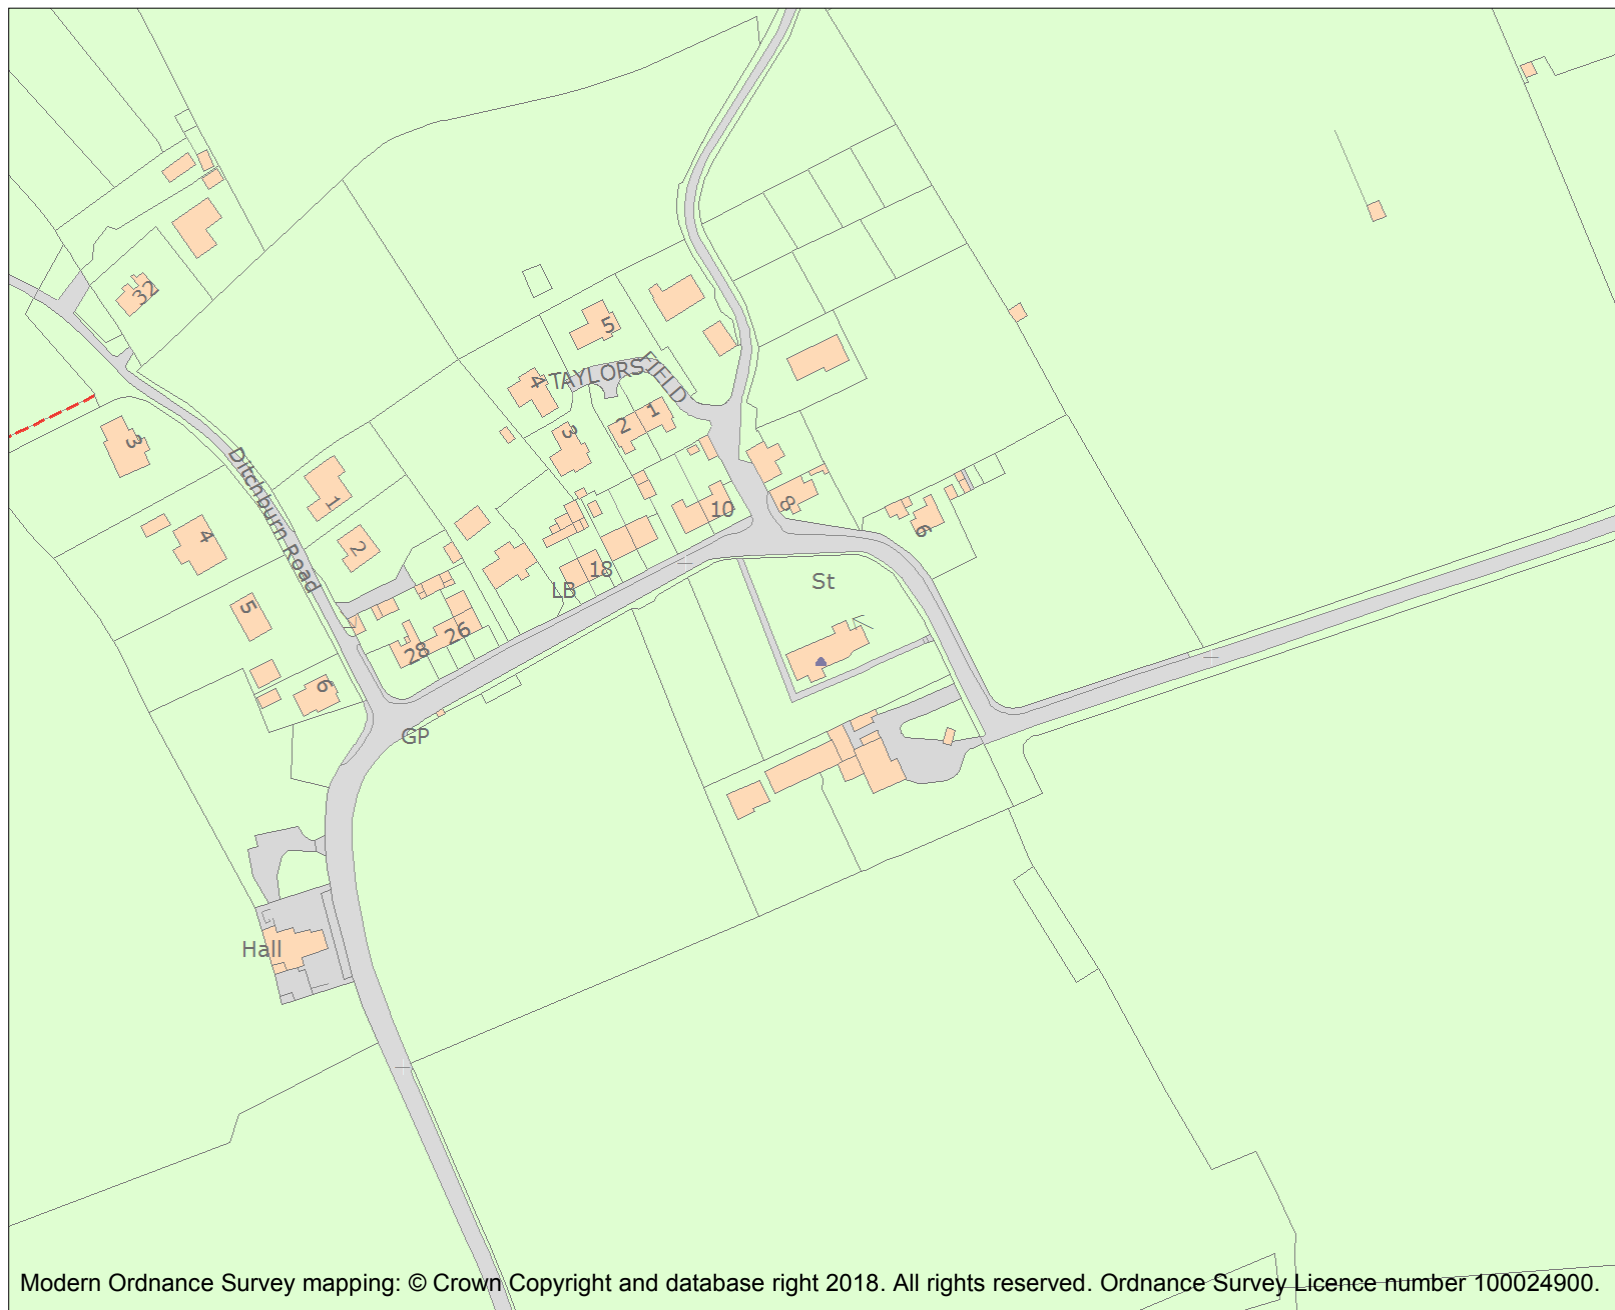 32
5
4
TAYLORS
FIELD
1
2
3
3
Ditchburn Road
1
10
8
6
4
2
18
LB
St
5
26
28
6
GP
Hall
Modern Ordnance Survey mapping: © Crown Copyright and database right 2018. All rights reserved. Ordnance Survey Licence number 100024900.